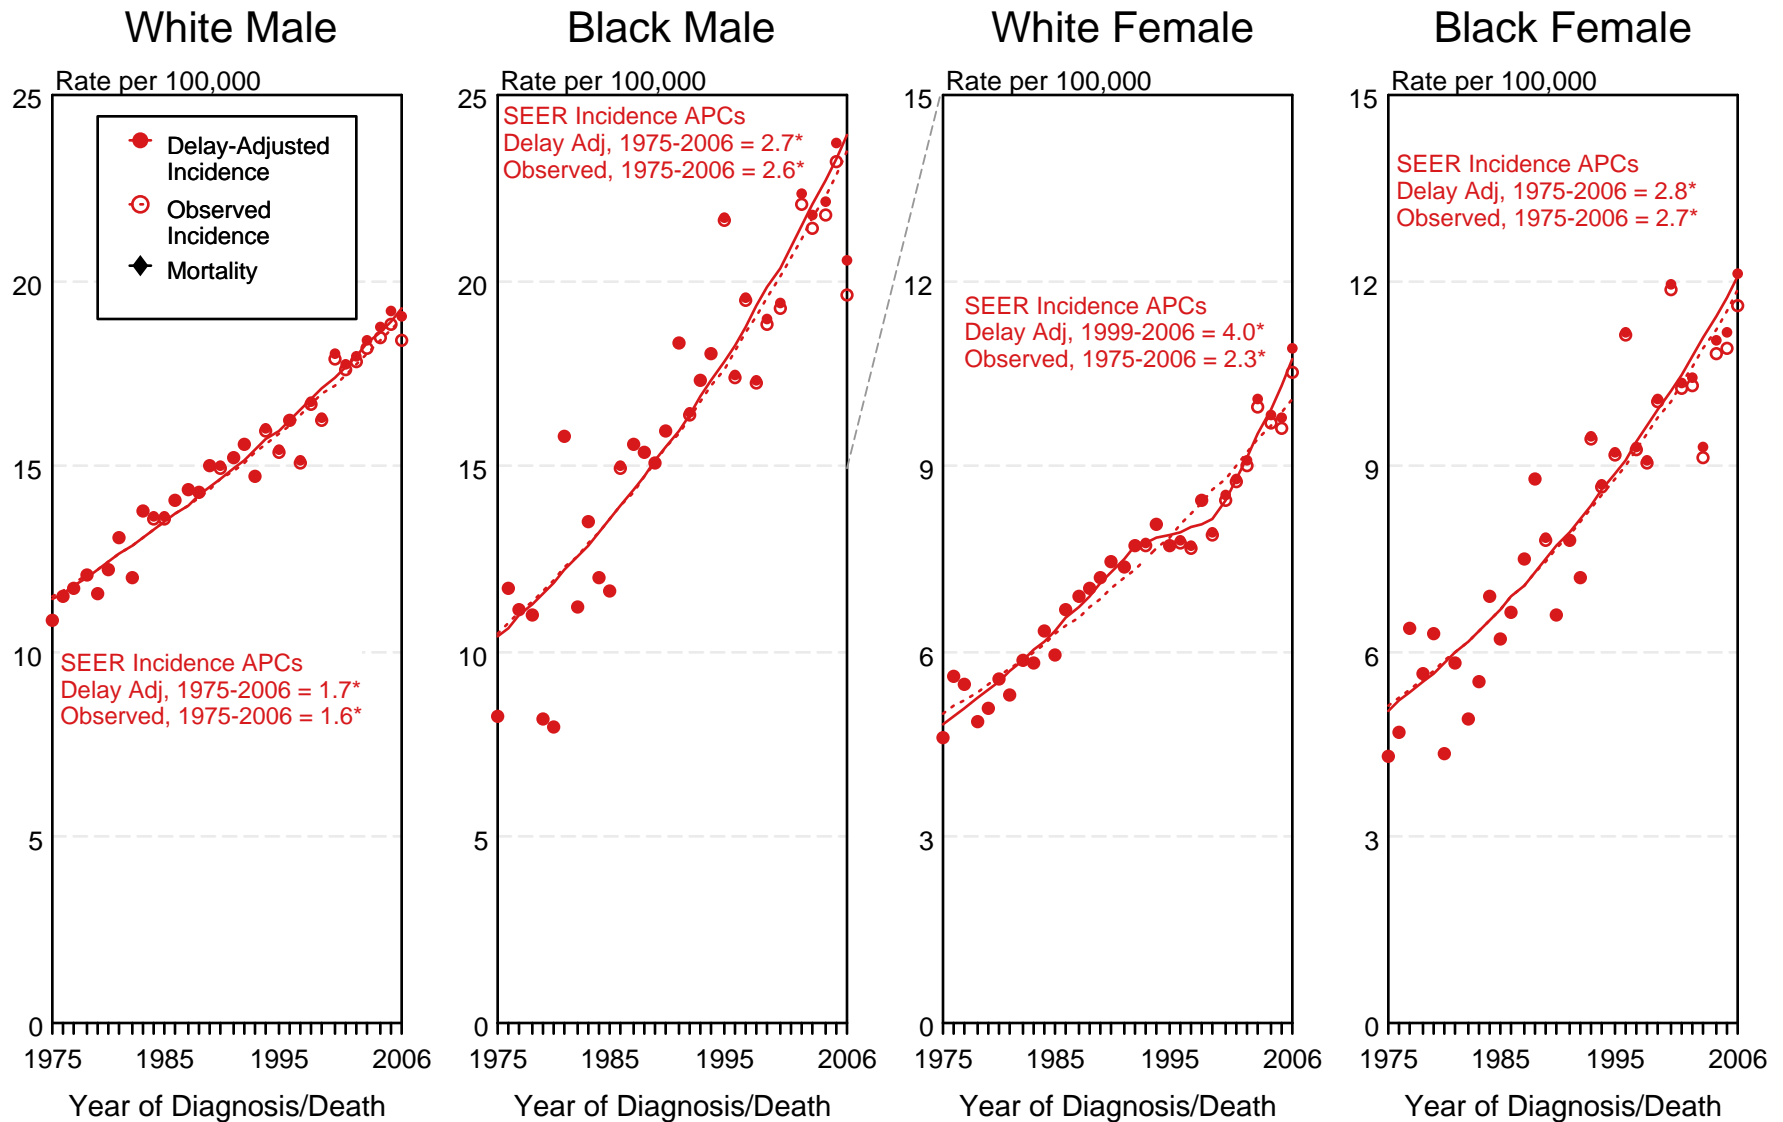 White Male
Black Male
White Female
Black Female
Rate per 100,000
25
20
15
10
5
0
Delay-Adjusted
Incidence
Observed
Incidence
Mortality
SEER Incidence APCs
Delay Adj, 1975-2006 = 1.7*
Observed, 1975-2006 = 1.6*
1975
1985
1995
2006
Year of Diagnosis/Death
Rate per 100,000
25
20
15
10
5
0
SEER Incidence APCs
Delay Adj, 1975-2006 = 2.7*
Observed, 1975-2006 = 2.6*
1975
1985
1995
2006
Year of Diagnosis/Death
Rate per 100,000
15
12
9
6
3
0
SEER Incidence APCs
Delay Adj, 1999-2006 = 4.0*
Observed, 1975-2006 = 2.3*
1975
1985
1995
2006
Year of Diagnosis/Death
Rate per 100,000
15
12
9
6
3
0
SEER Incidence APCs
Delay Adj, 1975-2006 = 2.8*
Observed, 1975-2006 = 2.7*
1975
1985
1995
2006
Year of Diagnosis/Death